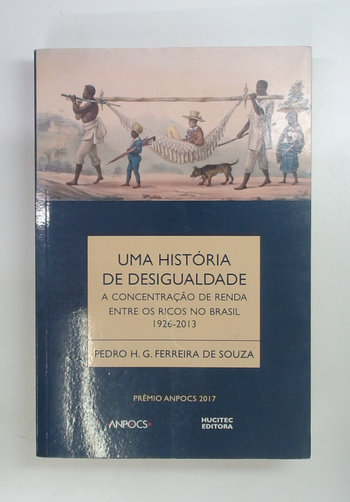 UMA HISTÓRIA
DE DESIGUALDADE
A CONCENTRAÇÃO DE RENDA
ENTRE OS RICOS NO BRASIL
1926-2013
PEDRO H. G. FERREIRA DE SOUZA
PRÊMIO ANPOCS 2017
ANPOCS
HUCITEC
EDITORA